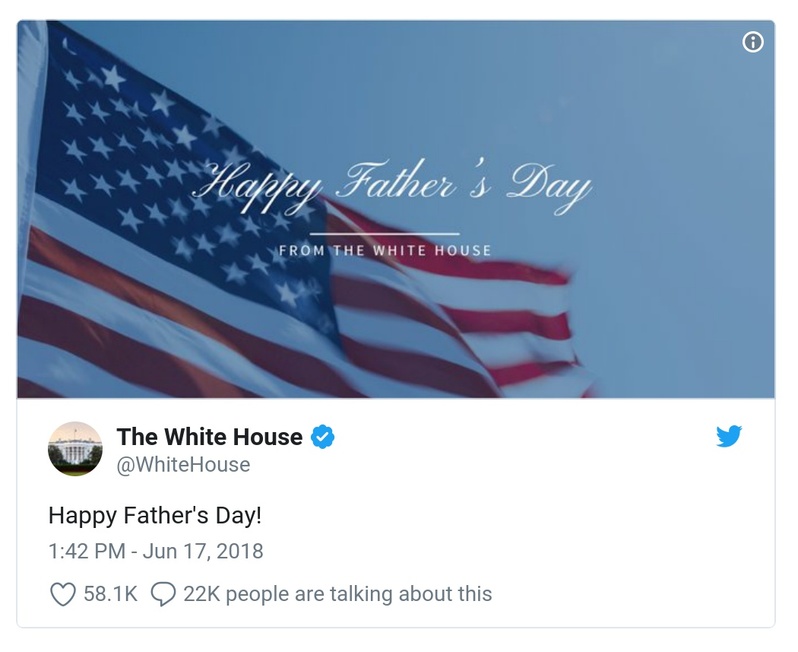 Happy Father's Day
FROM THE WHITE HOUSE
The White House
@WhiteHouse
Happy Father's Day!
1:42 PM - Jun 17, 2018
58.1K 22K people are talking about this